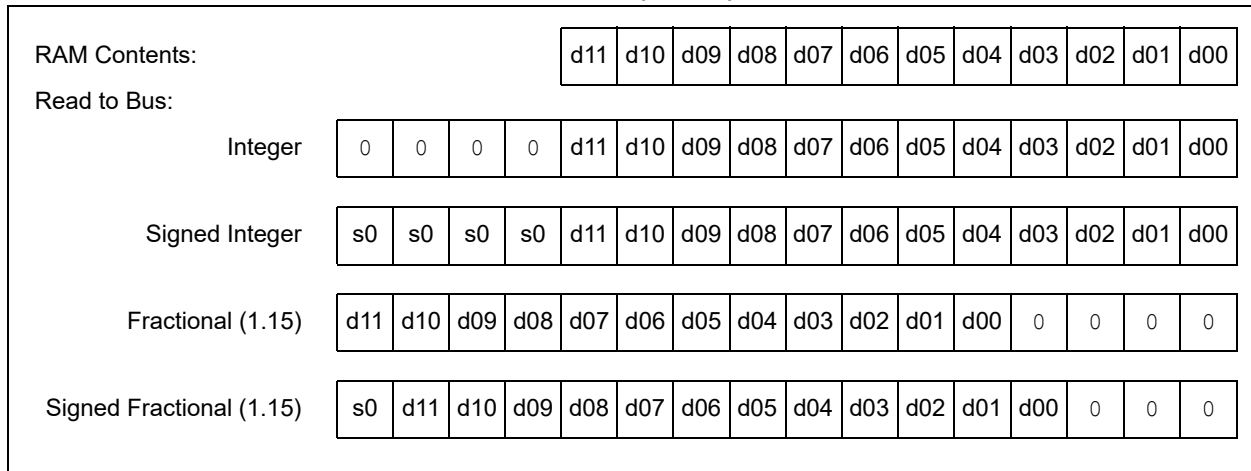 RAM Contents: d11 d10 d09 d08 d07 d06 d05 d04 d03 d02 d01 d00
Read to Bus:
Integer 0 0 0 0 d11 d10 d09 d08 d07 d06 d05 d04 d03 d02 d01 d00
Signed Integer s0 s0 s0 s0 d11 d10 d09 d08 d07 d06 d05 d04 d03 d02 d01 d00
Fractional (1.15) d11 d10 d09 d08 d07 d06 d05 d04 d03 d02 d01 d00 0 0 0 0
Signed Fractional (1.15) s0 d11 d10 d09 d08 d07 d06 d05 d04 d03 d02 d01 d00 0 0 0